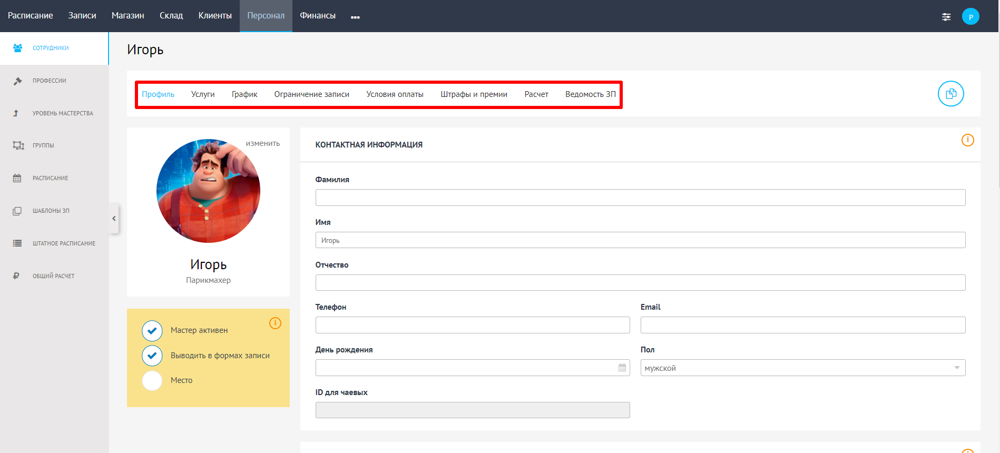 Расписание Записи Магазин Склад Клиенты Персонал Финансы
Р
СОТРУДНИКИ
ПРОФЕССИИ
УРОВЕНЬ МАСТЕРСТВА
ГРУППЫ
РАСПИСАНИЕ
ШАБЛОНЫ ЗП
ШТАТНОЕ РАСПИСАНИЕ
ОБЩИЙ РАСЧЕТ
Игорь
Профиль Услуги График Ограничение записи Условия оплаты Штрафы и премии Расчет Ведомость ЗП
изменить
Игорь
Парикмахер
Мастер активен
Выводить в формах записи
Место
КОНТАКТНАЯ ИНФОРМАЦИЯ
Фамилия
Имя
Игорь
Отчество
Телефон Email
День рождения Пол
мужской
ID для чаевых